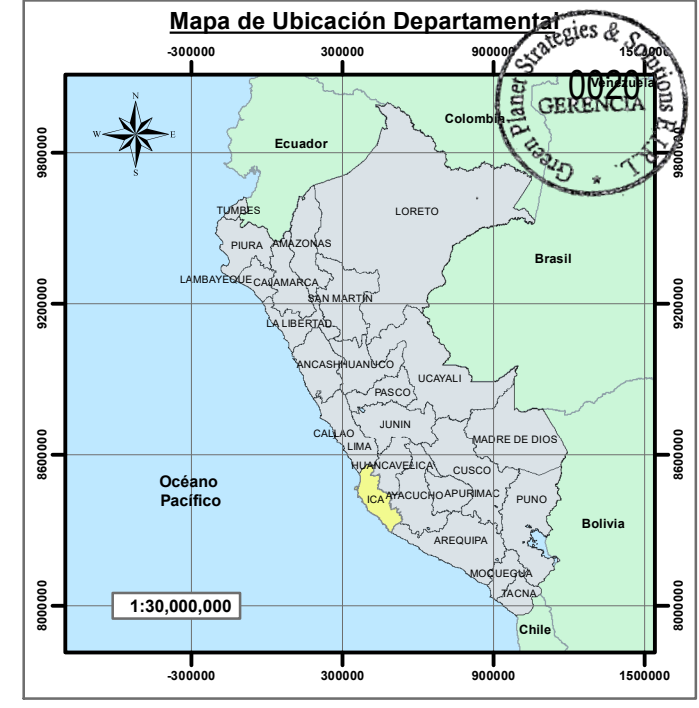 Mapa de Ubicación Departamental
-300000 300000 900000 1500000
Green Planet Strategies & Solutions E.I.R.L.
0020
GERENCIA
Venezuela
Colombia
Ecuador
N
W E
S
9800000 9800000
TUMBES
LORETO
PIURA AMAZONAS
Brasil
LAMBAYEQUE CAJAMARCA
SAN MARTIN
9200000 9200000
LA LIBERTAD
ANCASH HUANUCO
UCAYALI
PASCO
JUNIN
CALLAO
LIMA
MADRE DE DIOS
8600000 8600000
HUANCAVELICA
CUSCO
Océano
Pacífico
ICA AYACUCHO APURIMAC PUNO
Bolivia
AREQUIPA
MOQUEGUA
TACNA
1:30,000,000
8000000 8000000
Chile
-300000 300000 900000 1500000